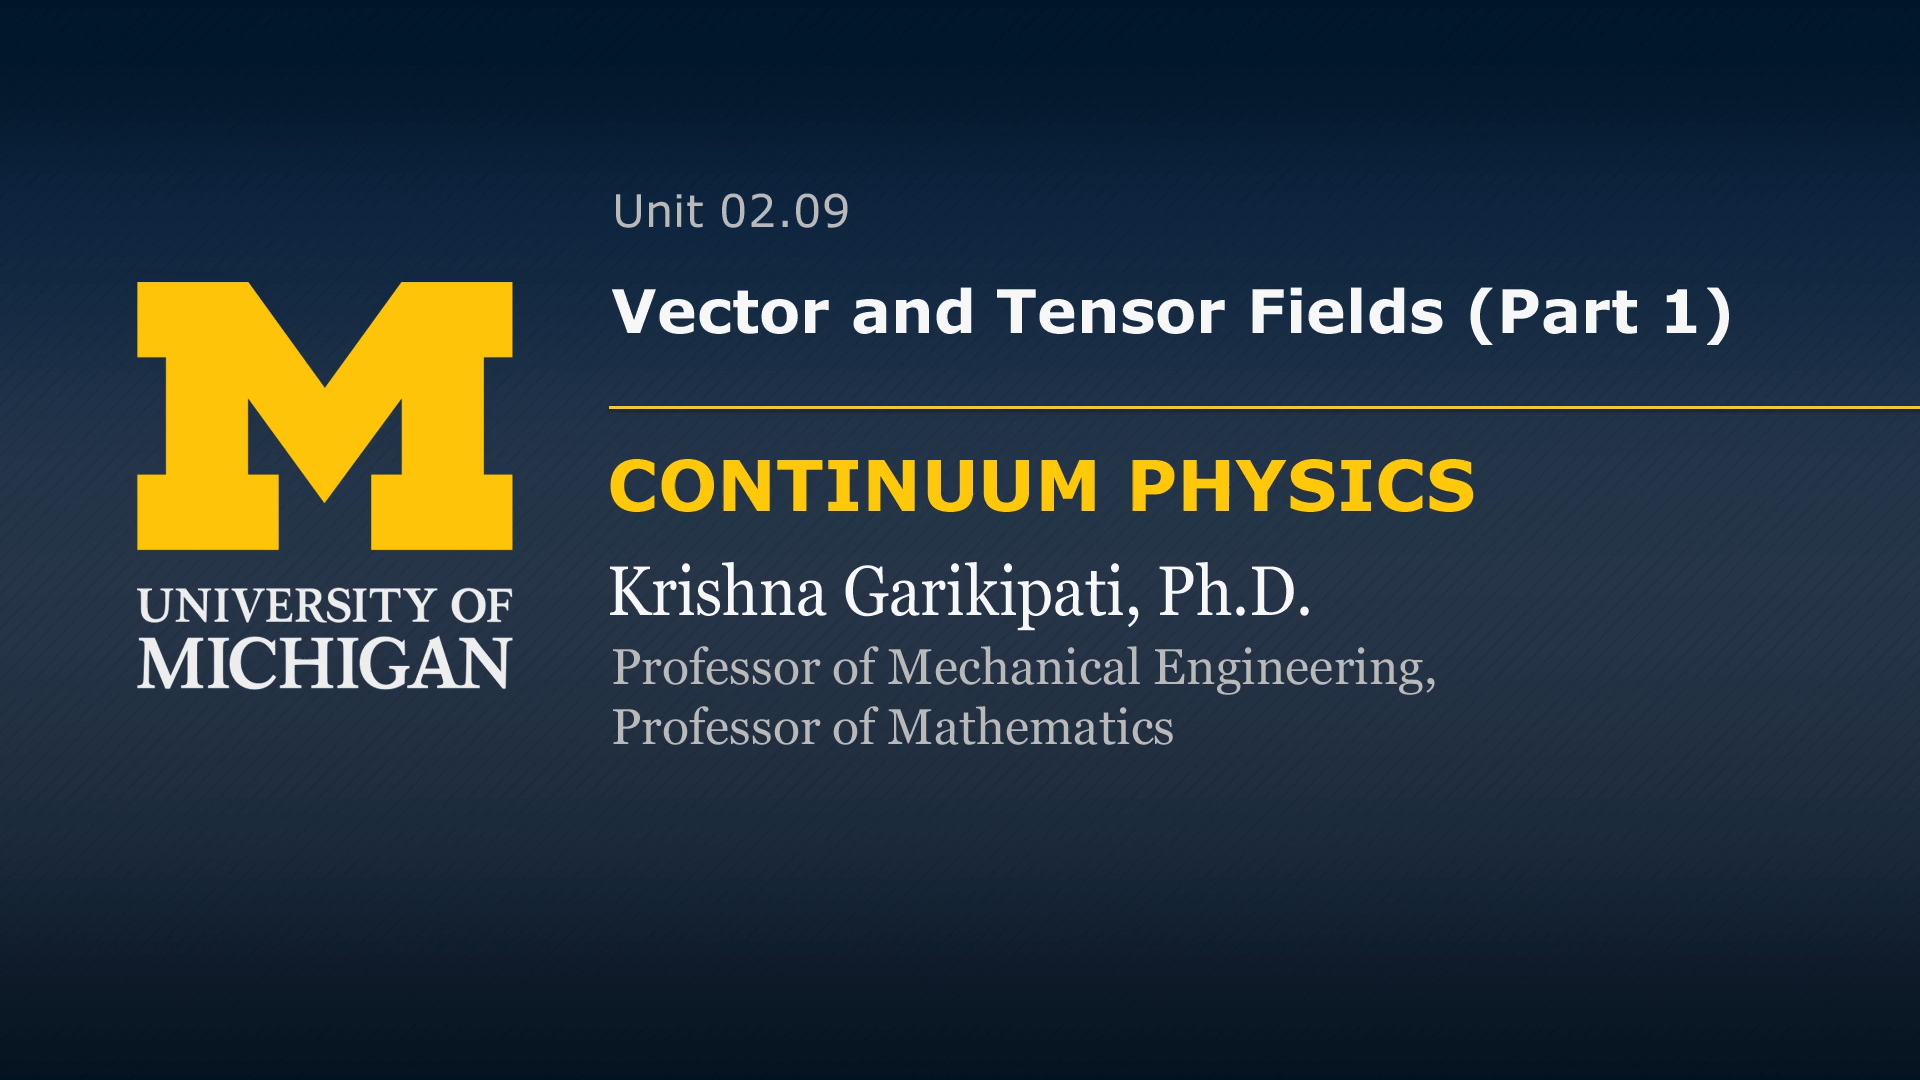 Unit 02.09
Vector and Tensor Fields (Part 1)
CONTINUUM PHYSICS
Krishna Garikipati, Ph.D.
Professor of Mechanical Engineering,
Professor of Mathematics
M
UNIVERSITY OF
MICHIGAN